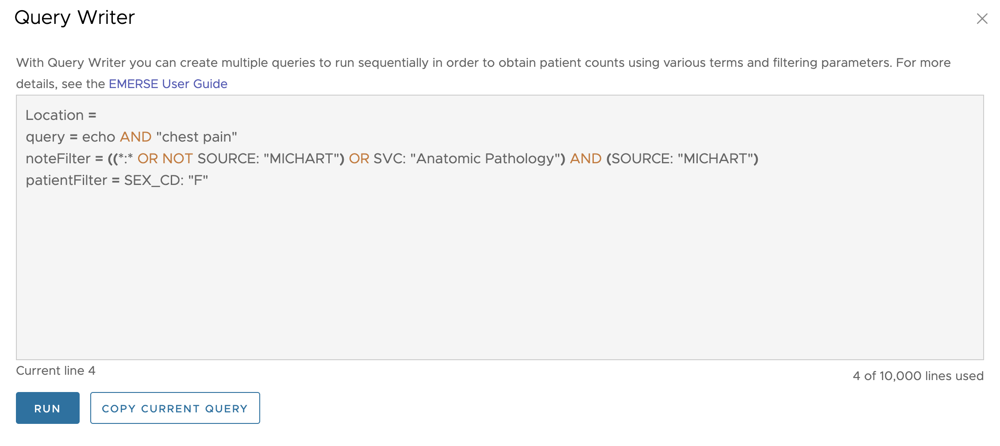 Query Writer
With Query Writer you can create multiple queries to run sequentially in order to obtain patient counts using various terms and filtering parameters. For more
details, see the EMERSE User Guide
Location =
query = echo AND "chest pain"
noteFilter = ((*:* OR NOT SOURCE: "MICHART") OR SVC: "Anatomic Pathology") AND (SOURCE: "MICHART")
patientFilter = SEX_CD: "F"
Current line 4
4 of 10,000 lines used
RUN
COPY CURRENT QUERY